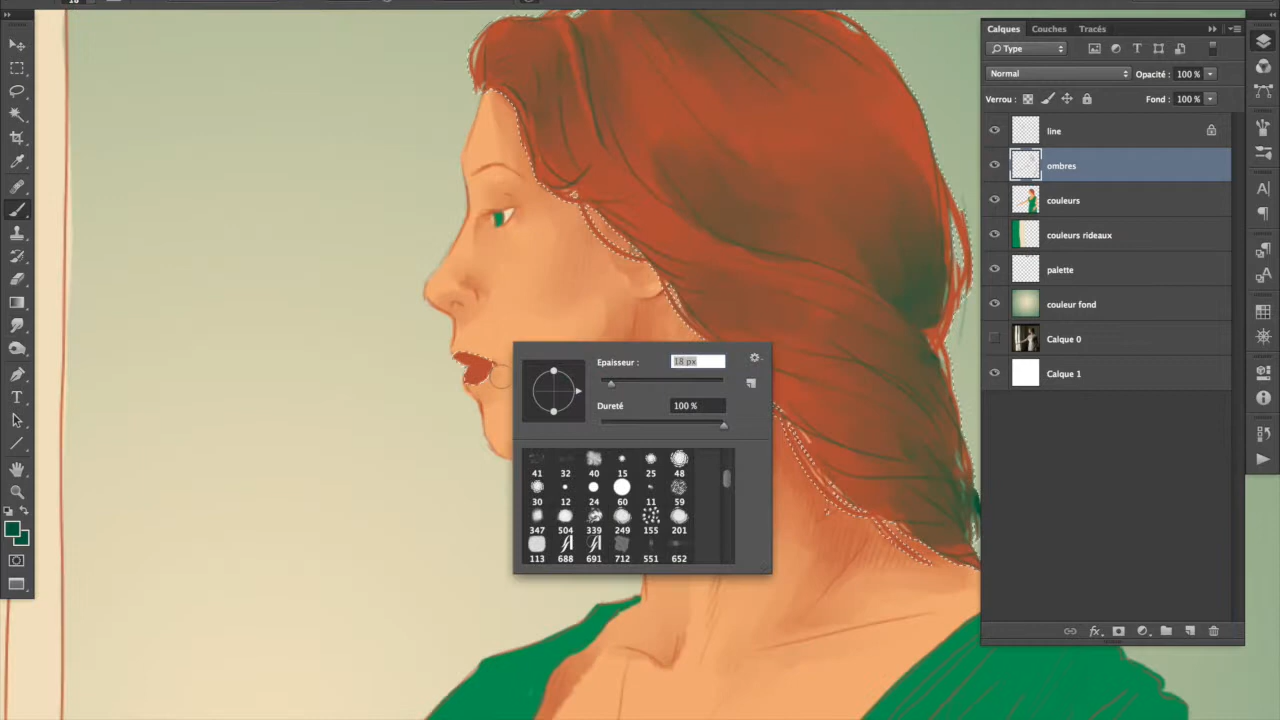 Calques Couches Tracés
Type
Normal Opacité : 100 %
Verrou : Fond : 100 %
line
ombres
couleurs
couleurs rideaux
palette
couleur fond
Calque 0
Calque 1
Epaisseur : 18 px
Dureté 100 %
41 32 40 15 25 48
30 12 24 60 11 59
347 504 339 249 155 201
113 688 691 712 551 652